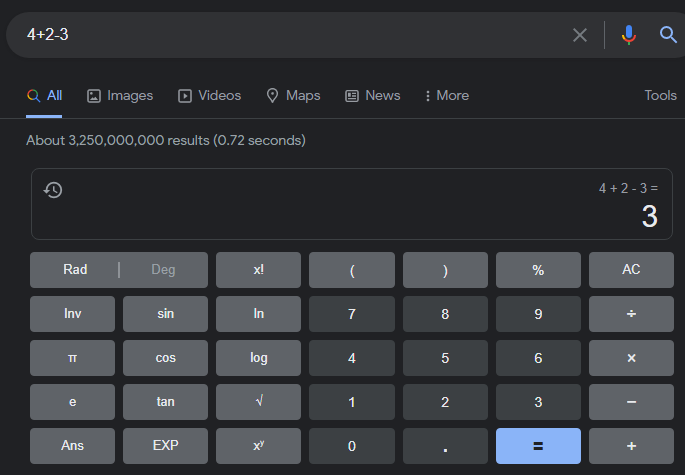 4+2-3
All Images Videos Maps News More Tools
About 3,250,000,000 results (0.72 seconds)
4 + 2 - 3 =
3
Rad | Deg x! ( ) % AC
Inv sin ln 7 8 9 ÷
π cos log 4 5 6 ×
e tan √ 1 2 3 −
Ans EXP xʸ 0 . = +